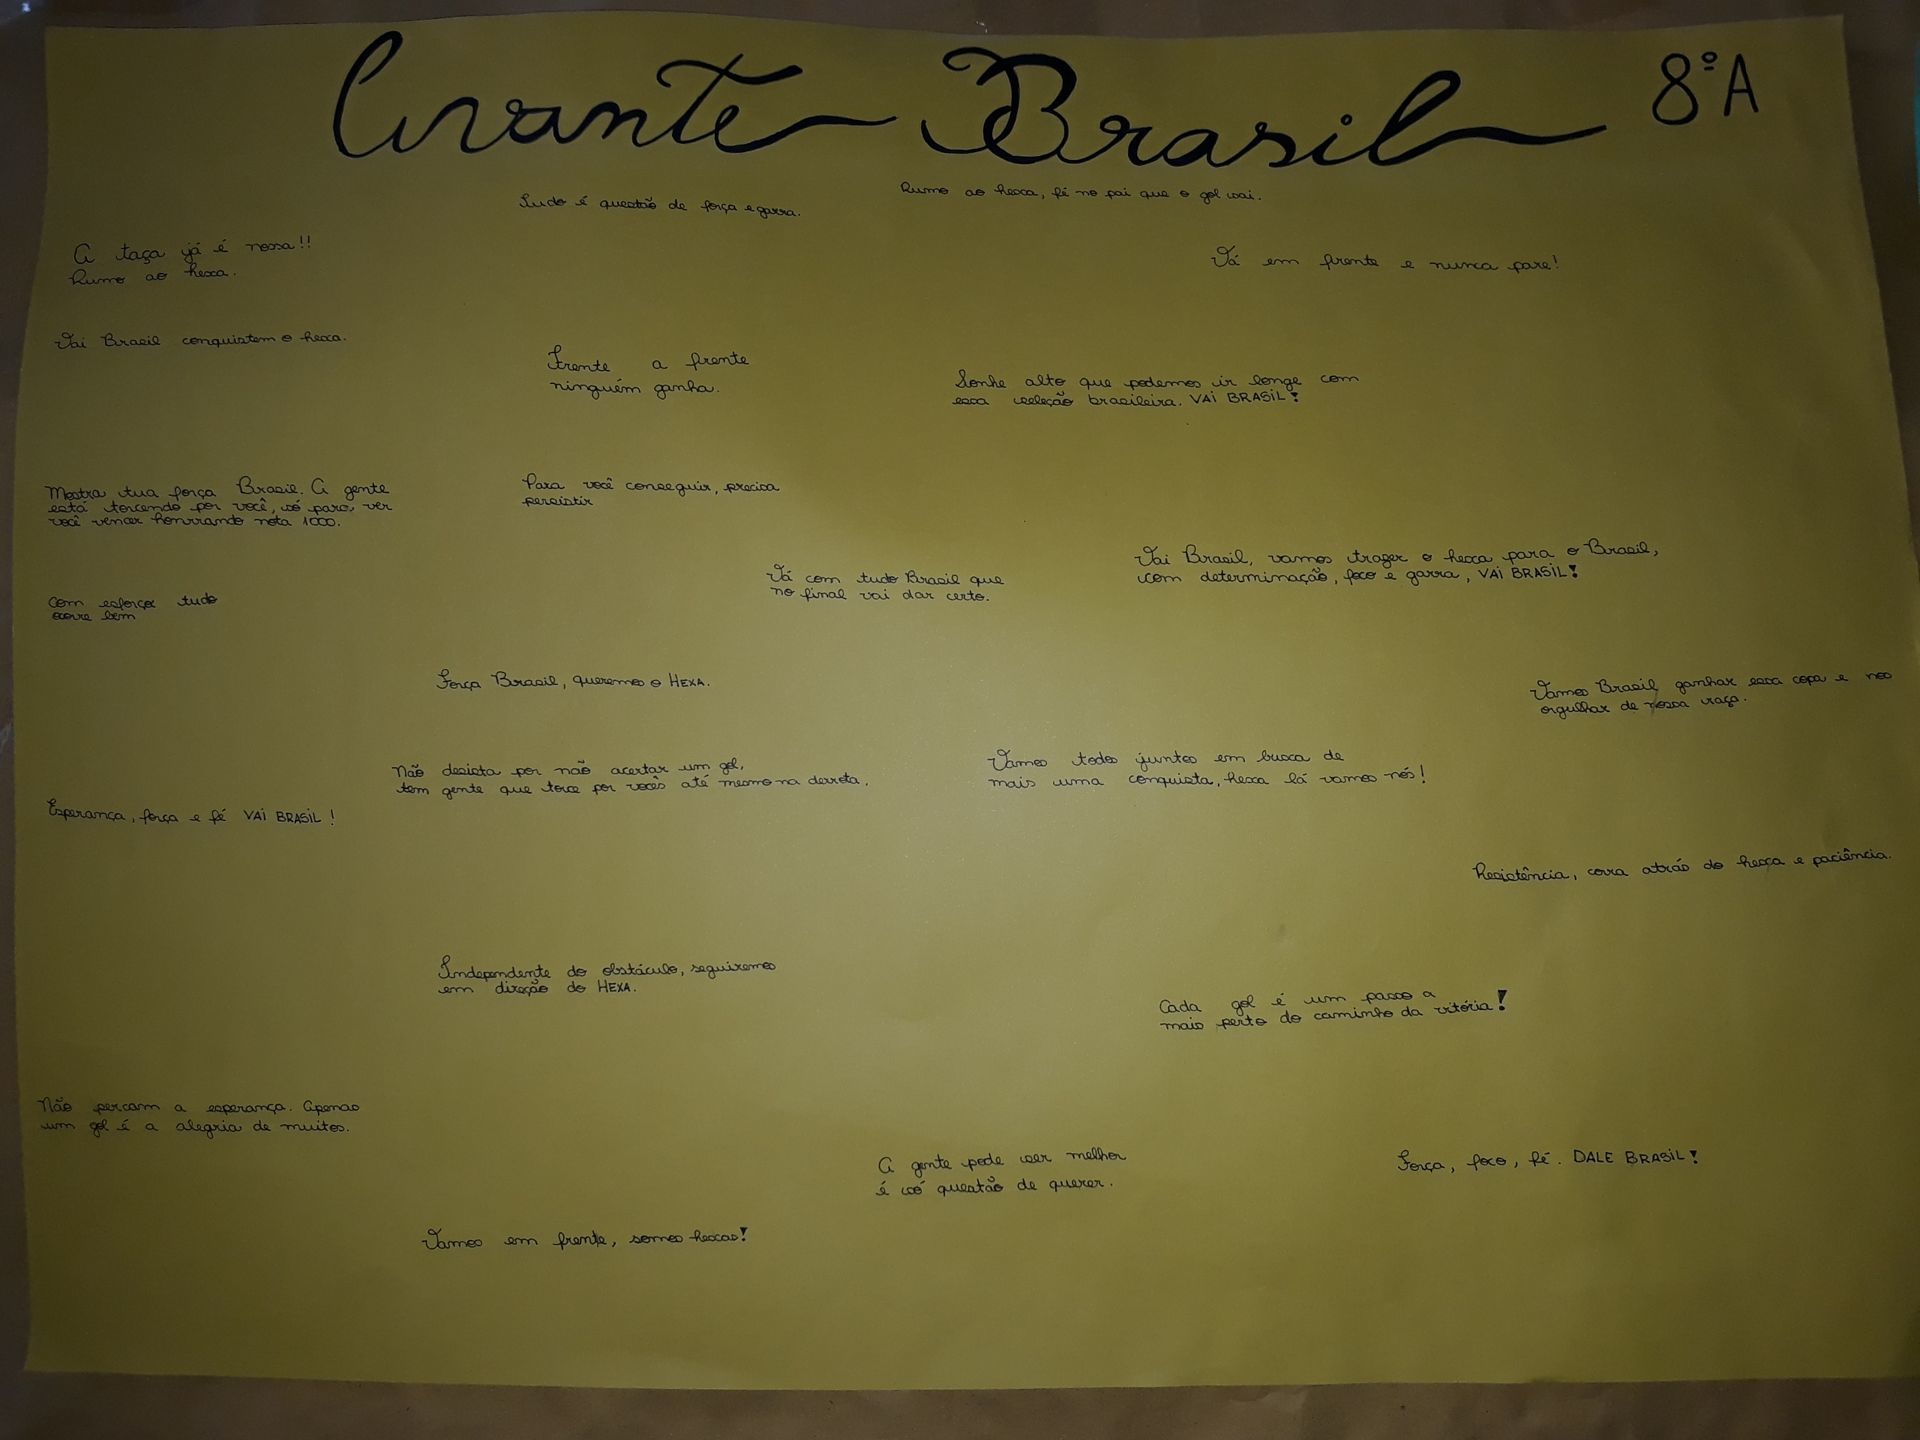 Avante Brasil
8ºA
Tudo é questão de força e garra.
Rumo ao hexa, fé no pai que o gol sai.
A taça já é nossa!!
Rumo ao hexa.
Vá em frente e nunca pare!
Vai Brasil conquistem o hexa.
Frente a frente
ninguém ganha.
Sonhe alto que podemos ir longe com
essa seleção brasileira. VAI BRASIL!
Mostra tua força Brasil. A gente
está torcendo por você, só para ver
você vencer honrrando nota 1000.
Para você conseguir, precisa
persistir
Vai Brasil, vamos trazer o hexa para o Brasil,
com determinação, foco e garra, VAI BRASIL!
Vá com tudo Brasil que
no final vai dar certo.
Com esforço tudo
ocorre bem
Força Brasil, queremos o HEXA.
Vamos Brasil ganhar essa copa e nos
orgulhar de nossa raça.
Não desista por não acertar um gol,
tem gente que torce por vocês até mesmo na derrota.
Vamos todos juntos em busca de
mais uma conquista, hexa lá vamos nós!
Esperança, força e fé VAI BRASIL!
Resistência, corra atrás do hexa e paciência.
Independente do obstáculo, seguiremos
em direção do HEXA.
Cada gol é um passo a
mais perto do caminho da vitória!
Não percam a esperança. Apenas
um gol é a alegria de muitos.
A gente pode ser melhor
é só questão de querer.
Força, foco, fé. DALE BRASIL!
Vamos em frente, somos hexas!